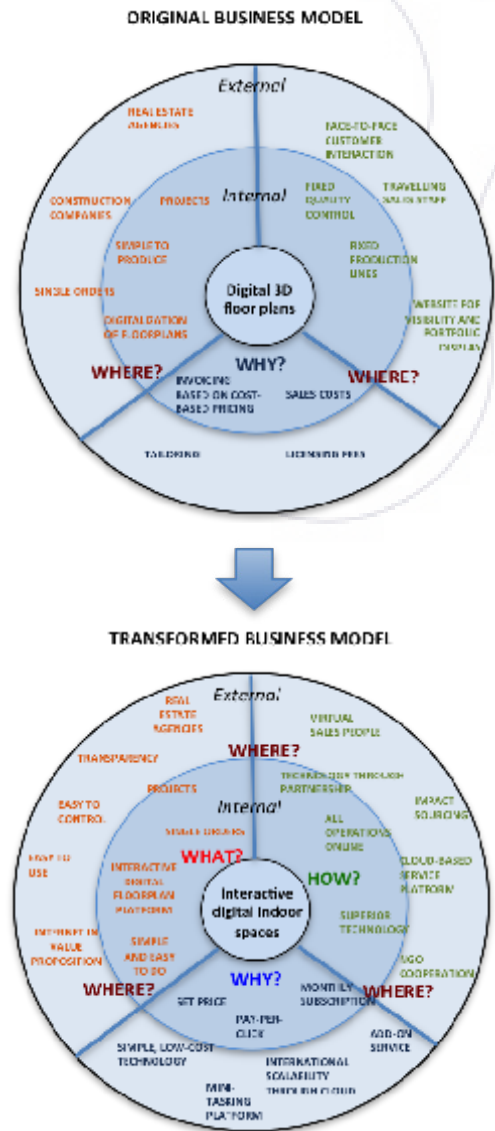 ORIGINAL BUSINESS MODEL
External
REAL ESTATE
AGENCIES
FACE-TO-FACE
CUSTOMER
INTERACTION
CONSTRUCTION
COMPANIES
PROJECTS
Internal
FIXED
QUALITY
CONTROL
TRAVELLING
SALES STAFF
SIMPLE TO
PRODUCE
FIXED
PRODUCTION
LINES
Digital 3D
floor plans
SINGLE ORDERS
DIGITALIZATION
OF FLOORPLANS
WEBSITE FOR
VISIBILITY AND
PORTFOLIO
DISPLAY
WHERE?
WHY?
WHERE?
INVOICING
BASED ON COST-
BASED PRICING
SALES COSTS
TAILORING
LICENSING FEES
TRANSFORMED BUSINESS MODEL
External
REAL
ESTATE
AGENCIES
VIRTUAL
SALES PEOPLE
WHERE?
TRANSPARENCY
PROJECTS
TECHNOLOGY THROUGH
PARTNERSHIP
Internal
EASY TO
CONTROL
IMPACT
SOURCING
SINGLE ORDERS
ALL
OPERATIONS
ONLINE
WHAT?
EASY TO
USE
INTERACTIVE
DIGITAL
FLOORPLAN
PLATFORM
HOW?
CLOUD-BASED
SERVICE
PLATFORM
Interactive
digital indoor
spaces
SUPERIOR
TECHNOLOGY
INTERNET IN
VALUE
PROPOSITION
SIMPLE
AND EASY
TO DO
NGO
COOPERATION
WHERE?
WHY?
WHERE?
SET PRICE
MONTHLY
SUBSCRIPTION
PAY-PER-
CLICK
ADD-ON
SERVICE
SIMPLE, LOW-COST
TECHNOLOGY
INTERNATIONAL
SCALABILITY
THROUGH CLOUD
MINI-
TASKING
PLATFORM